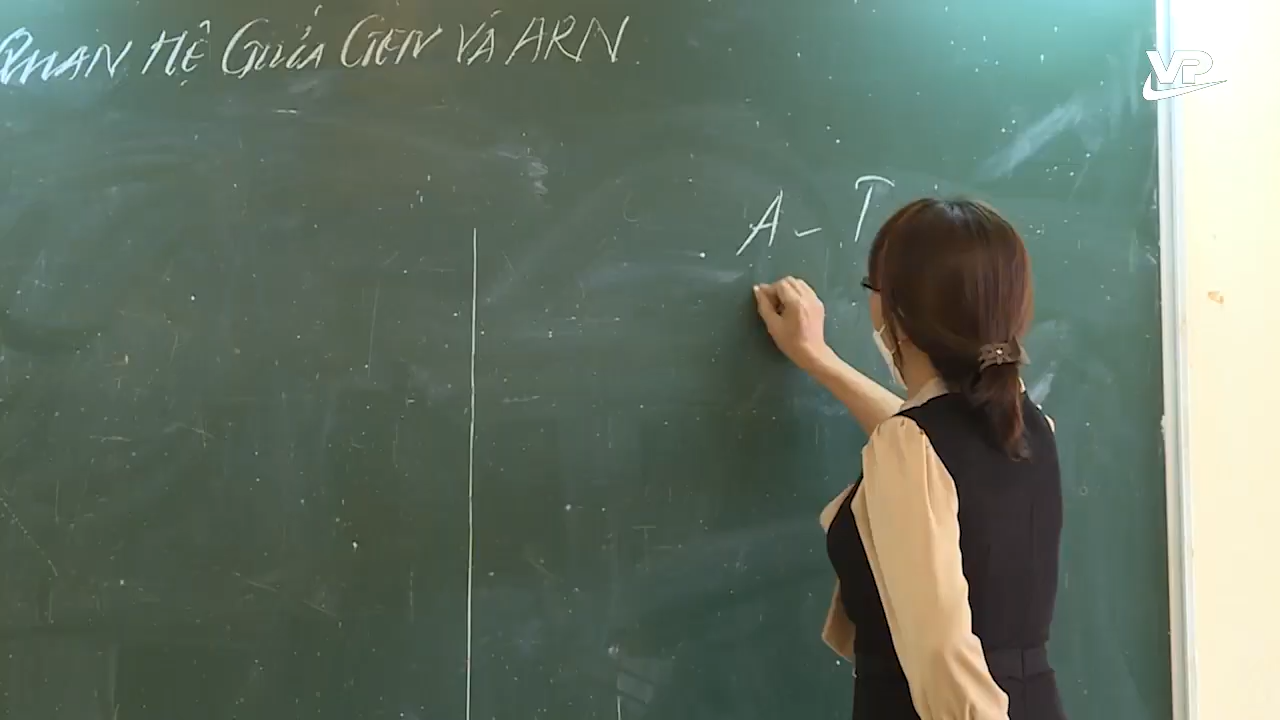 QUAN HỆ GIỮA GEN VÀ ARN
A - T
VP